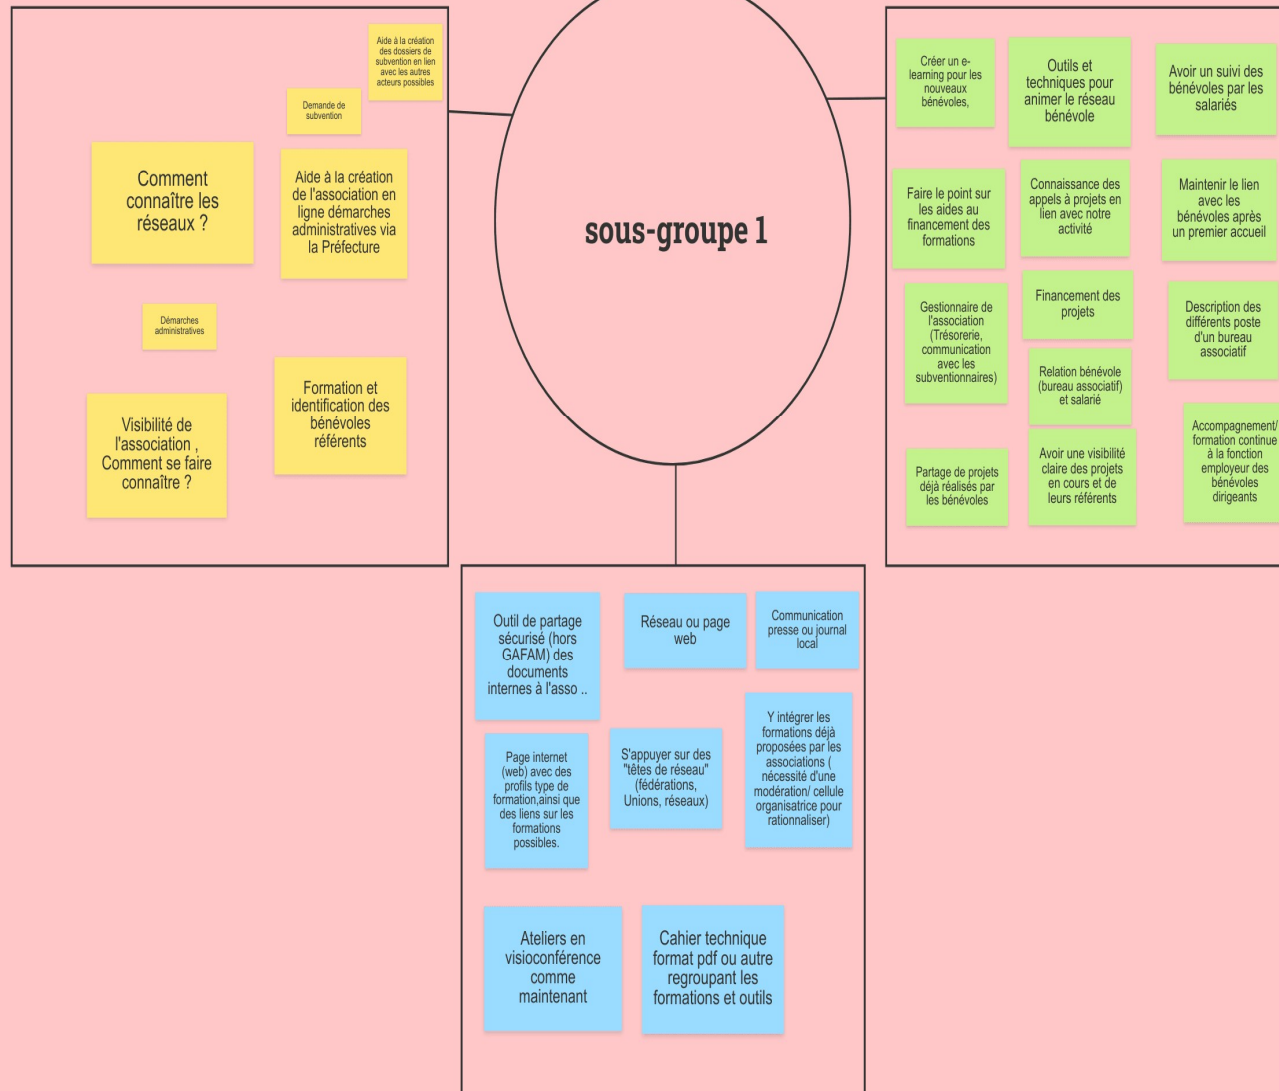 Aide à la création
des dossiers de
subvention en lien
avec les autres
acteurs possibles
Demande de
subvention
Comment
connaître les
réseaux ?
Aide à la création
de l'association en
ligne démarches
administratives via
la Préfecture
Démarches
administratives
Formation et
identification des
bénévoles
référents
Visibilité de
l'association ,
Comment se faire
connaître ?
sous-groupe 1
Créer un e-
learning pour les
nouveaux
bénévoles,
Outils et
techniques pour
animer le réseau
bénévole
Avoir un suivi des
bénévoles par les
salariés
Faire le point sur
les aides au
financement des
formations
Connaissance des
appels à projets en
lien avec notre
activité
Maintenir le lien
avec les
bénévoles après
un premier accueil
Gestionnaire de
l'association
(Trésorerie,
communication
avec les
subventionnaires)
Financement des
projets
Description des
différents poste
d'un bureau
associatif
Relation bénévole
(bureau associatif)
et salarié
Partage de projets
déjà réalisés par
les bénévoles
Avoir une visibilité
claire des projets
en cours et de
leurs référents
Accompagnement/
formation continue
à la fonction
employeur des
bénévoles
dirigeants
Outil de partage
sécurisé (hors
GAFAM) des
documents
internes à l'asso ..
Réseau ou page
web
Communication
presse ou journal
local
Page internet
(web) avec des
profils type de
formation,ainsi que
des liens sur les
formations
possibles.
S'appuyer sur des
"têtes de réseau"
(fédérations,
Unions, réseaux)
Y intégrer les
formations déjà
proposées par les
associations (
nécessité d'une
modération/ cellule
organisatrice pour
rationnaliser)
Ateliers en
visioconférence
comme
maintenant
Cahier technique
format pdf ou autre
regroupant les
formations et outils